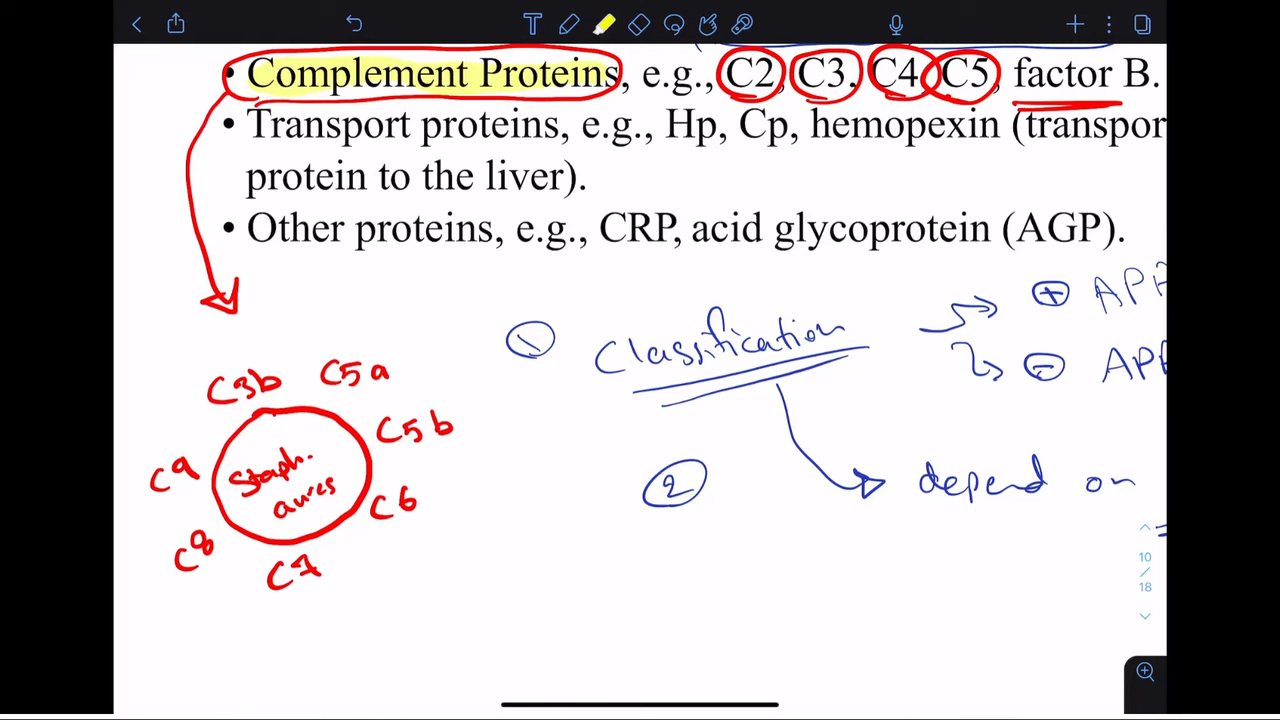 • Complement Proteins, e.g., C2, C3, C4, C5, factor B.
• Transport proteins, e.g., Hp, Cp, hemopexin (transpor
protein to the liver).
• Other proteins, e.g., CRP, acid glycoprotein (AGP).
① Classification
⊕ AP
⊖ AP
C3b C5a
C5b
C9
Staph.
aures
C6
C8
C7
② depend on
10
/
18